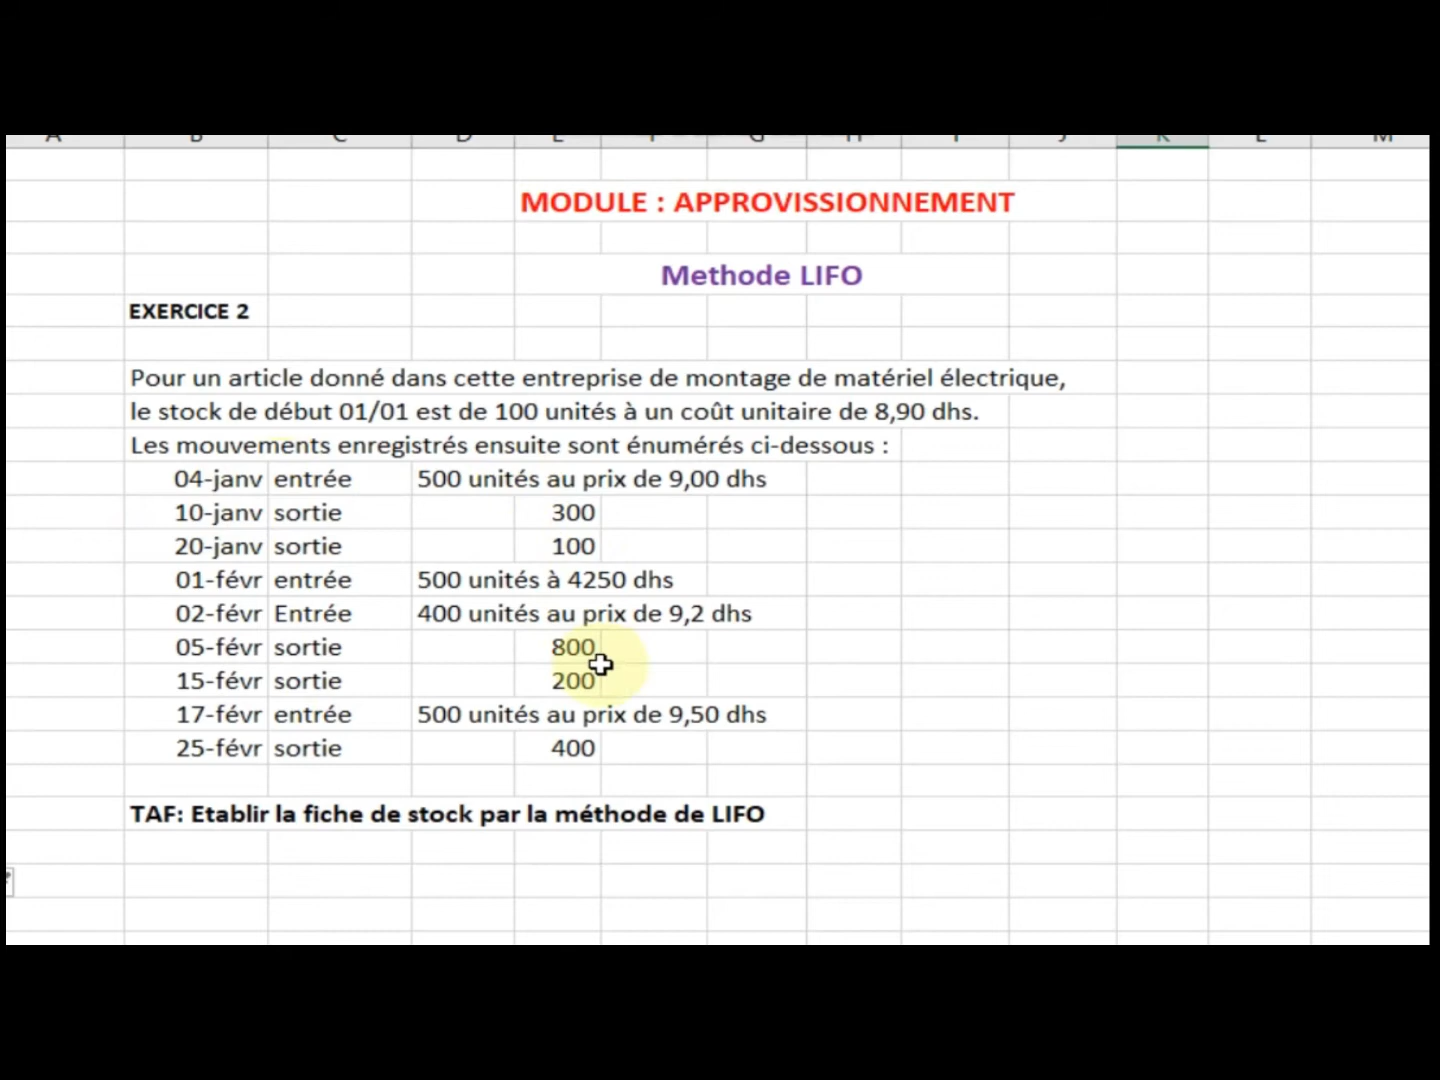 MODULE : APPROVISSIONNEMENT
Methode LIFO
EXERCICE 2
Pour un article donné dans cette entreprise de montage de matériel électrique,
le stock de début 01/01 est de 100 unités à un coût unitaire de 8,90 dhs.
Les mouvements enregistrés ensuite sont énumérés ci-dessous :
04-janv entrée 500 unités au prix de 9,00 dhs
10-janv sortie 300
20-janv sortie 100
01-févr entrée 500 unités à 4250 dhs
02-févr Entrée 400 unités au prix de 9,2 dhs
05-févr sortie 800
15-févr sortie 200
17-févr entrée 500 unités au prix de 9,50 dhs
25-févr sortie 400
TAF: Etablir la fiche de stock par la méthode de LIFO